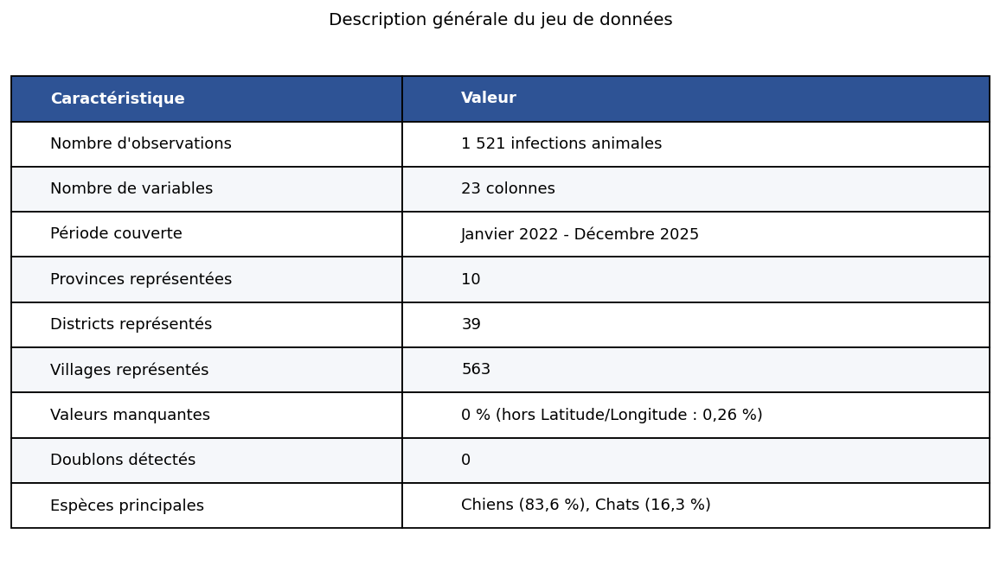 Description générale du jeu de données
Caractéristique Valeur
Nombre d'observations 1 521 infections animales
Nombre de variables 23 colonnes
Période couverte Janvier 2022 - Décembre 2025
Provinces représentées 10
Districts représentés 39
Villages représentés 563
Valeurs manquantes 0 % (hors Latitude/Longitude : 0,26 %)
Doublons détectés 0
Espèces principales Chiens (83,6 %), Chats (16,3 %)